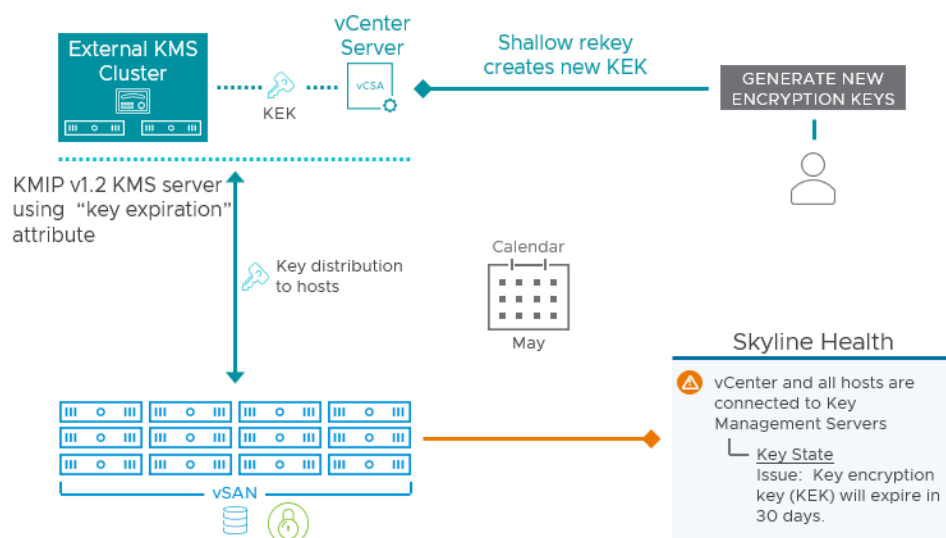 External KMS
Cluster
KEK
vCenter
Server
vCSA
Shallow rekey
creates new KEK
GENERATE NEW
ENCRYPTION KEYS
KMIP v1.2 KMS server
using “key expiration”
attribute
Key distribution
to hosts
Calendar
May
Skyline Health
vCenter and all hosts are
connected to Key
Management Servers
Key State
Issue: Key encryption
key (KEK) will expire in
30 days.
vSAN